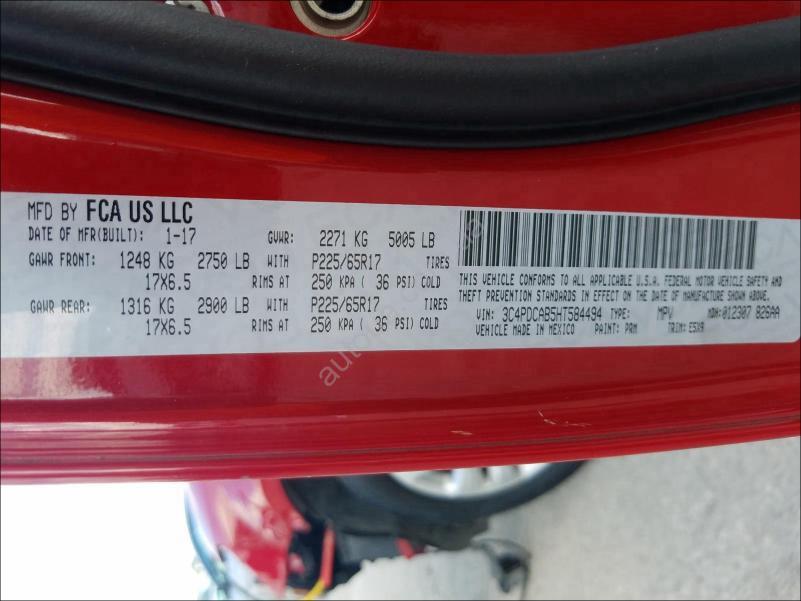 MFD BY FCA US LLC
DATE OF MFR(BUILT): 1-17 GVWR: 2271 KG 5005 LB
GAWR FRONT: 1248 KG 2750 LB WITH P225/65R17 TIRES
17X6.5 RIMS AT 250 KPA ( 36 PSI) COLD
GAWR REAR: 1316 KG 2900 LB WITH P225/65R17 TIRES
17X6.5 RIMS AT 250 KPA ( 36 PSI) COLD
THIS VEHICLE CONFORMS TO ALL APPLICABLE U.S.A. FEDERAL MOTOR VEHICLE SAFETY AND
THEFT PREVENTION STANDARDS IN EFFECT ON THE DATE OF MANUFACTURE SHOWN ABOVE.
VIN: 3C4PDCAB5HT584494 TYPE: MPV MDH: 012307 826AA
VEHICLE MADE IN MEXICO PAINT: PRM TRIM: E5X9